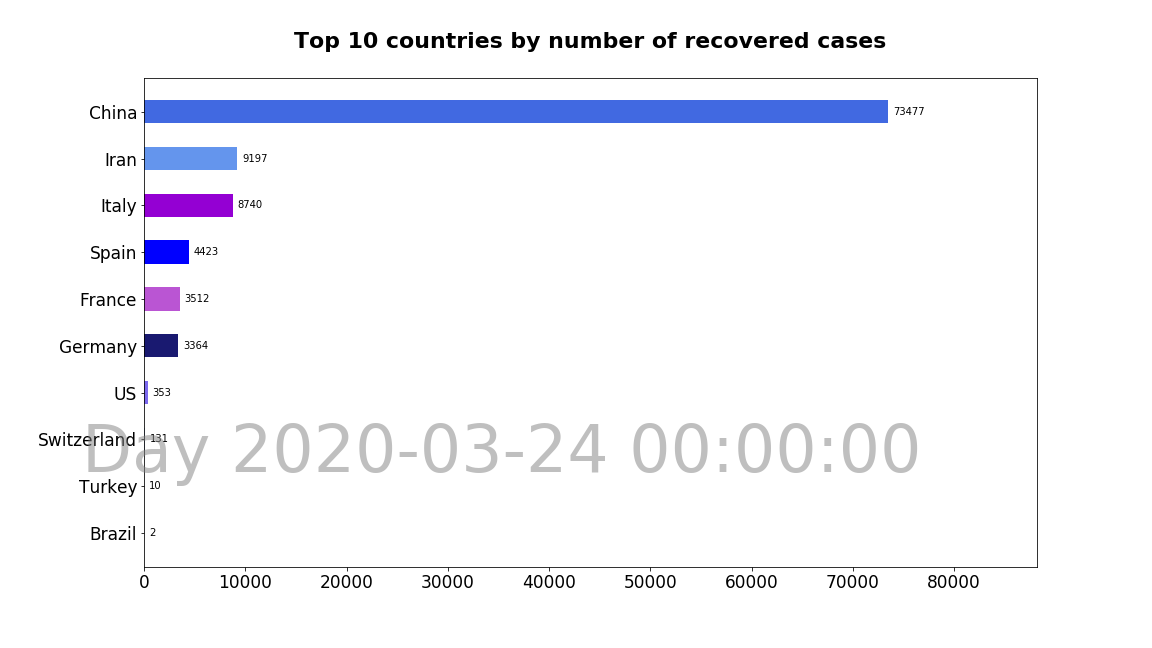 Top 10 countries by number of recovered cases
China 73477
Iran 9197
Italy 8740
Spain 4423
France 3512
Germany 3364
US 353
Switzerland 131
Day 2020-03-24 00:00:00
Turkey 10
Brazil 2
0 10000 20000 30000 40000 50000 60000 70000 80000